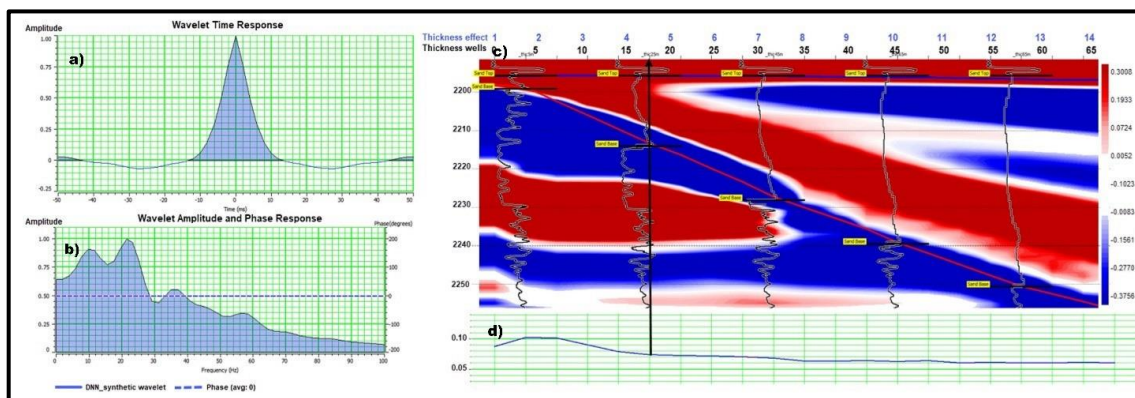 Wavelet Time Response
Amplitude
a)
1.00
0.75
0.50
0.25
0
-0.25
-50 -40 -30 -20 -10 0 10 20 30 40 50
Time (ms)
Wavelet Amplitude and Phase Response
Amplitude
Phase(degrees)
b)
1.00
0.75
0.50
0.25
0
200
100
0
-100
-200
0 10 20 30 40 50 60 70 80 90 100
Frequency (Hz)
DNN_synthetic wavelet Phase (avg: 0)
Thickness effect 1 2 3 4 5 6 7 8 9 10 11 12 13 14
Thickness wells 0 5 10 15 20 25 30 35 40 45 50 55 60 65
c)
Sand Top Sand Top Sand Top Sand Top Sand Top
Sand Base
Sand Base
Sand Base
Sand Base
Sand Base
2200
2210
2220
2230
2240
2250
0.3008
0.1732
0.0724
0.0052
-0.1023
-0.0983
-0.1561
-0.2770
-0.3756
d)
0.10
0.05